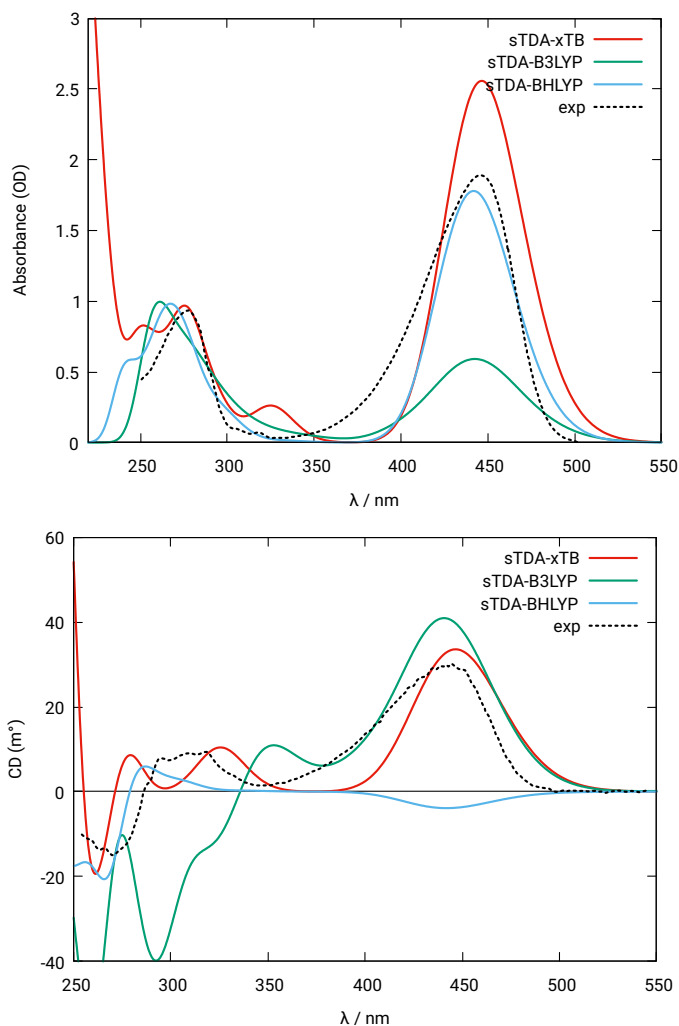 3
2.5
2
1.5
1
0.5
0
Absorbance (OD)
sTDA-xTB
sTDA-B3LYP
sTDA-BHLYP
exp
250 300 350 400 450 500 550
λ / nm
60
40
20
0
-20
-40
CD (m°)
sTDA-xTB
sTDA-B3LYP
sTDA-BHLYP
exp
250 300 350 400 450 500 550
λ / nm